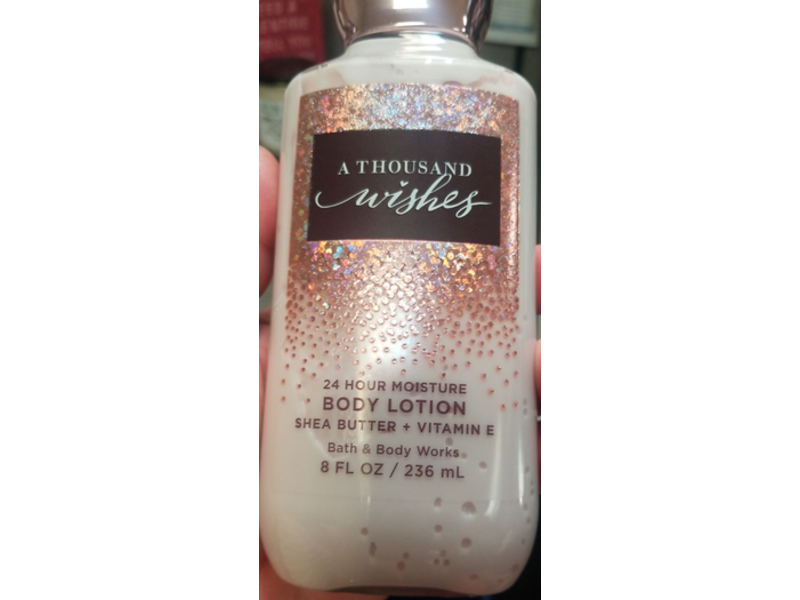 A THOUSAND
wishes
24 HOUR MOISTURE
BODY LOTION
SHEA BUTTER + VITAMIN E
Bath & Body Works
8 FL OZ / 236 mL